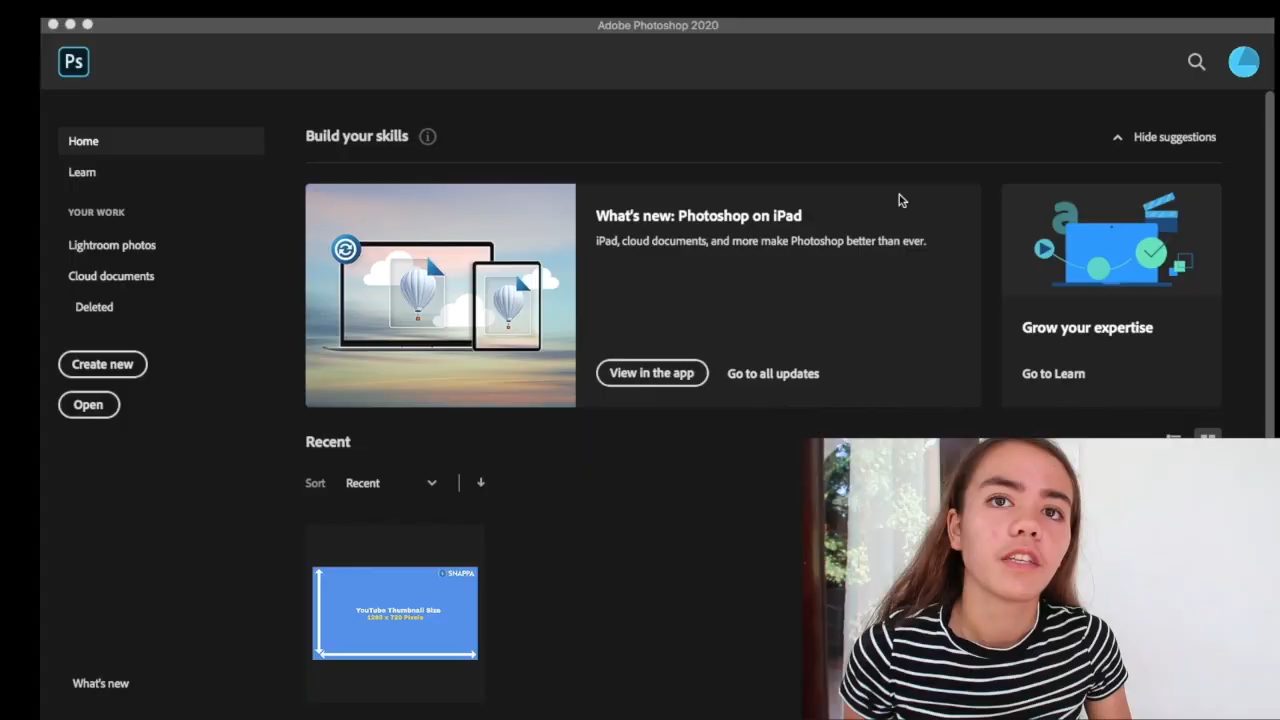 Adobe Photoshop 2020
Ps
Home
Learn
YOUR WORK
Lightroom photos
Cloud documents
Deleted
Create new
Open
What's new
Build your skills
Hide suggestions
What's new: Photoshop on iPad
iPad, cloud documents, and more make Photoshop better than ever.
View in the app
Go to all updates
a
Grow your expertise
Go to Learn
Recent
Sort
Recent
SNAPPA
YouTube Thumbnail Size
1280 x 720 Pixels